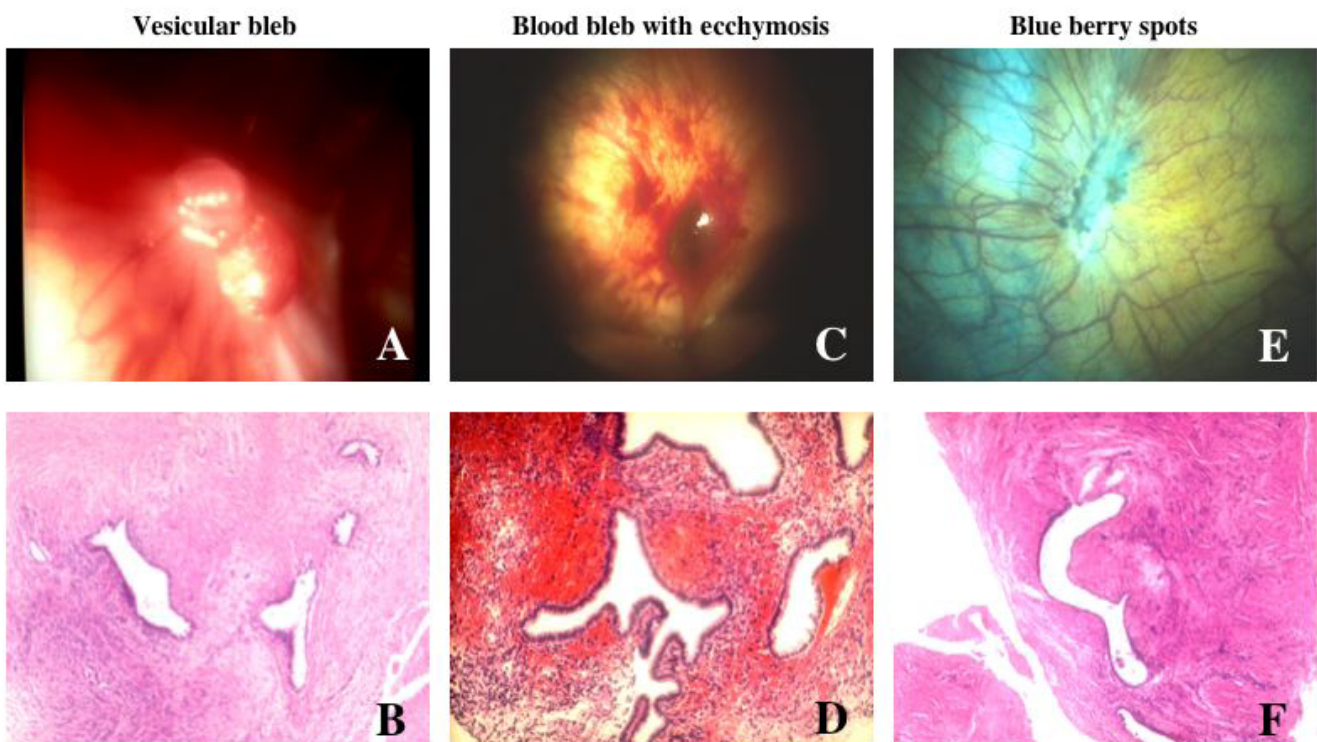 Vesicular bleb
Blood bleb with ecchymosis
Blue berry spots
A
C
E
B
D
F